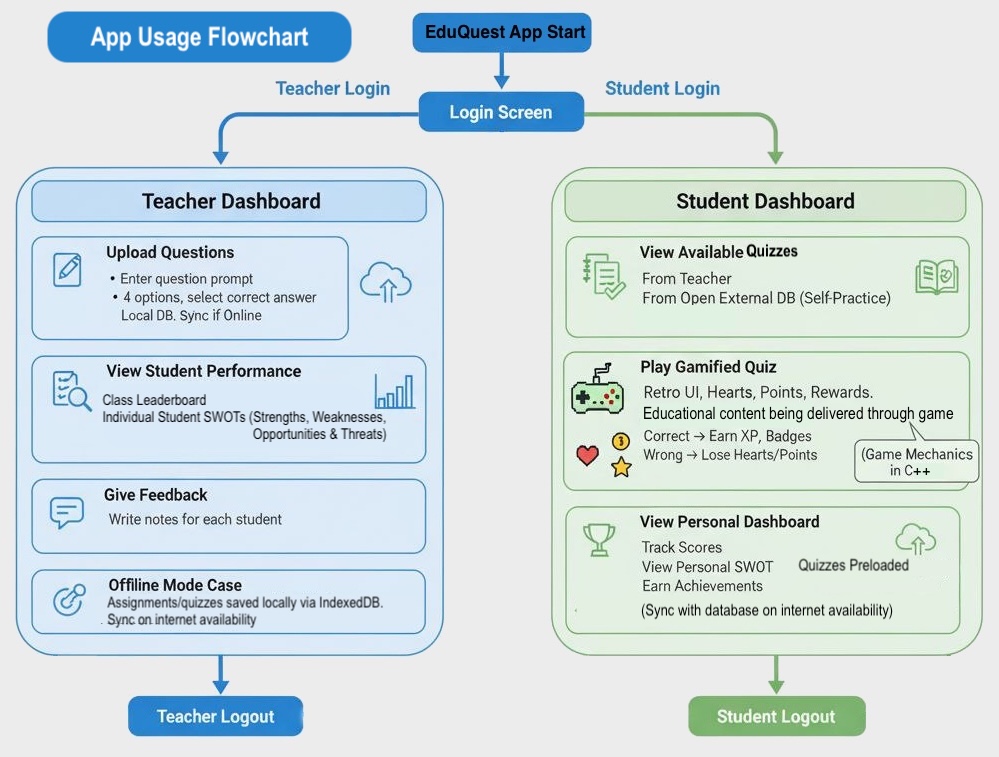 App Usage Flowchart
EduQuest App Start
Teacher Login
Student Login
Login Screen
Teacher Dashboard
Upload Questions
• Enter question prompt
• 4 options, select correct answer
Local DB. Sync if Online
View Student Performance
Class Leaderboard
Individual Student SWOTs (Strengths, Weaknesses,
Opportunities & Threats)
Give Feedback
Write notes for each student
Offline Mode Case
Assignments/quizzes saved locally via IndexedDB.
Sync on internet availability
Teacher Logout
Student Dashboard
View Available Quizzes
From Teacher
From Open External DB (Self-Practice)
Play Gamified Quiz
Retro UI, Hearts, Points, Rewards.
Educational content being delivered through game
Correct → Earn XP, Badges
Wrong → Lose Hearts/Points
(Game Mechanics
in C++
View Personal Dashboard
Track Scores
View Personal SWOT
Quizzes Preloaded
Earn Achievements
(Sync with database on internet availability)
Student Logout